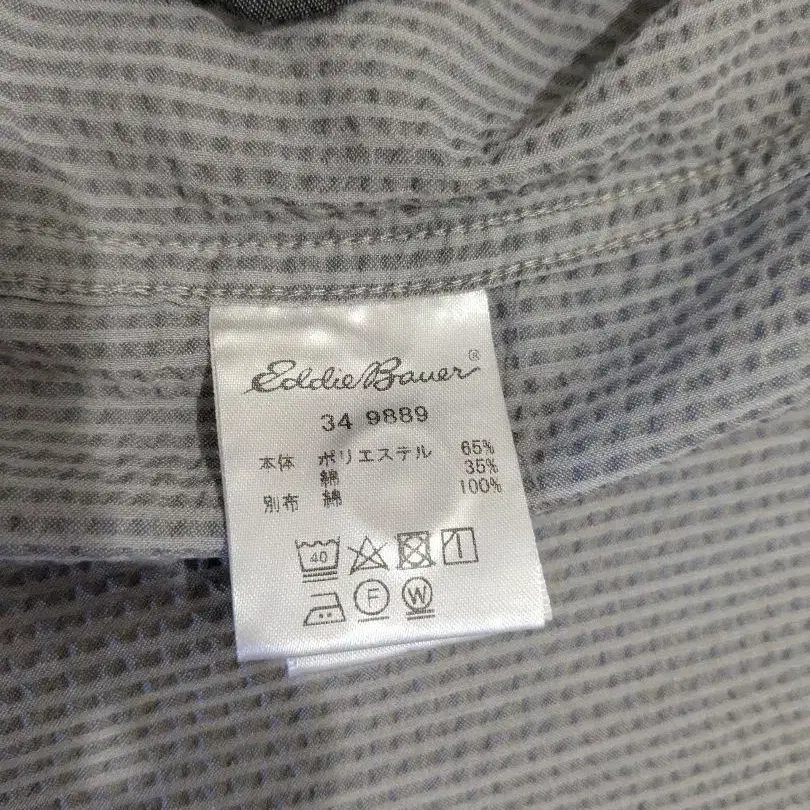 Eddie Bauer®
34 9889
本体 ポリエステル 65%
綿 35%
別布 綿 100%
40
F W